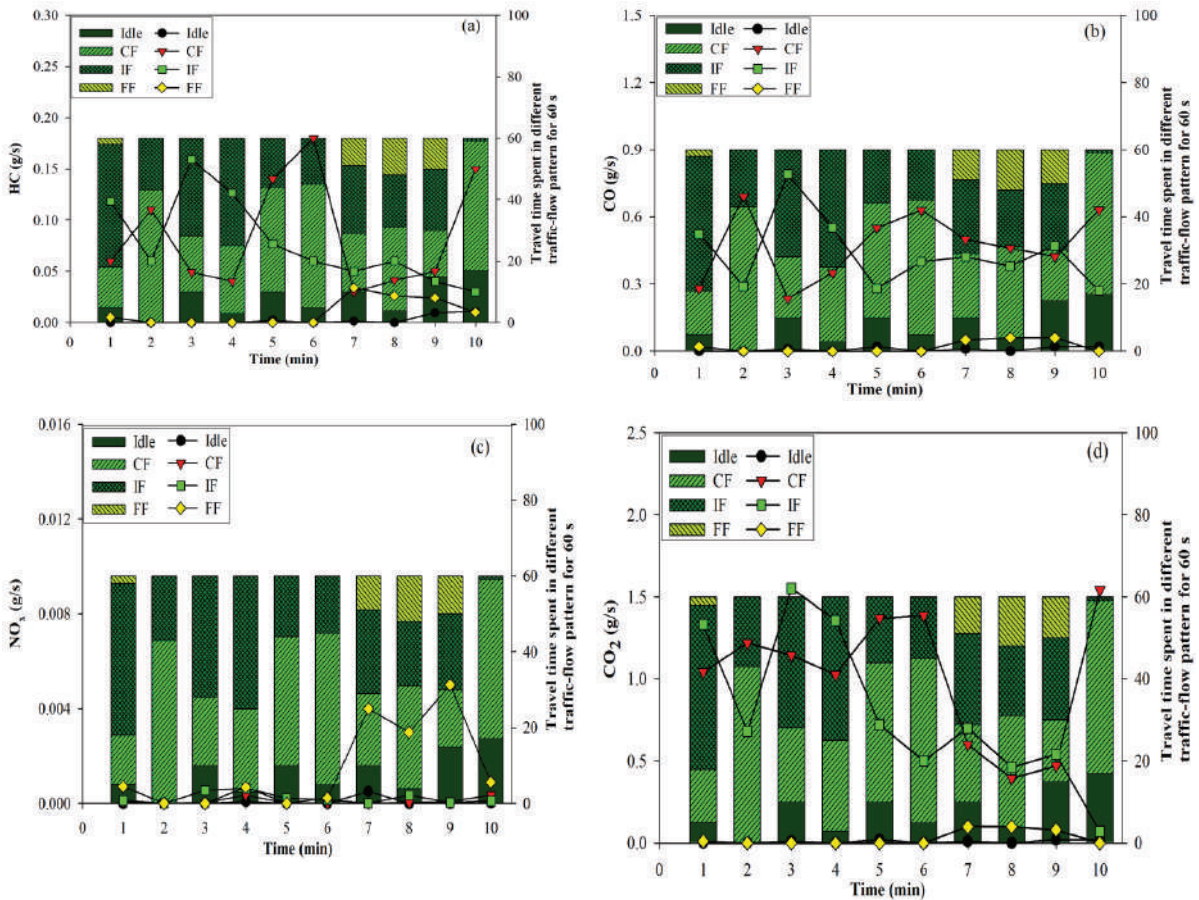 0.30
0.25
0.20
0.15
0.10
0.05
0.00
HC (g/s)
Idle Idle
CF CF
IF IF
FF FF
(a)
100
80
60
40
20
0
Travel time spent in different
traffic-flow pattern for 60 s
0 1 2 3 4 5 6 7 8 9 10
Time (min)
1.5
1.2
0.9
0.6
0.3
0.0
CO (g/s)
Idle Idle
CF CF
IF IF
FF FF
(b)
100
80
60
40
20
0
Travel time spent in different
traffic-flow pattern for 60 s
0 1 2 3 4 5 6 7 8 9 10
Time (min)
0.016
0.012
0.008
0.004
0.000
NOx (g/s)
Idle Idle
CF CF
IF IF
FF FF
(c)
100
80
60
40
20
0
Travel time spent in different
traffic-flow pattern for 60 s
0 1 2 3 4 5 6 7 8 9 10
Time (min)
2.5
2.0
1.5
1.0
0.5
0.0
CO2 (g/s)
Idle Idle
CF CF
IF IF
FF FF
(d)
100
80
60
40
20
0
Travel time spent in different
traffic-flow pattern for 60 s
0 1 2 3 4 5 6 7 8 9 10
Time (min)